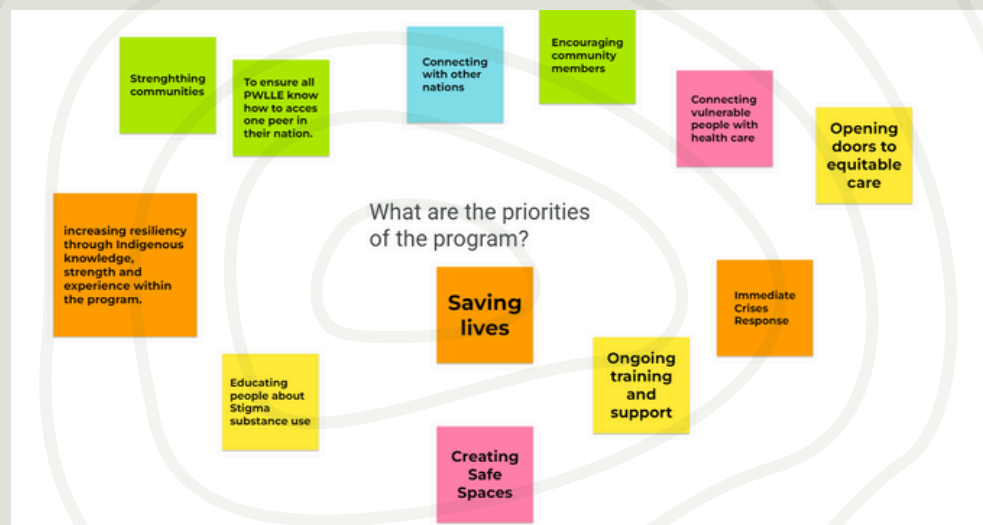 Strenghthing
communities
To ensure all
PWLLE know
how to acces
one peer in
their nation.
Connecting
with other
nations
Encouraging
community
members
Connecting
vulnerable
people with
health care
Opening
doors to
equitable
care
increasing resiliency
through Indigenous
knowledge,
strength and
experience within
the program.
What are the priorities
of the program?
Saving
lives
Immediate
Crises
Response
Educating
people about
Stigma
substance use
Ongoing
training
and
support
Creating
Safe
Spaces